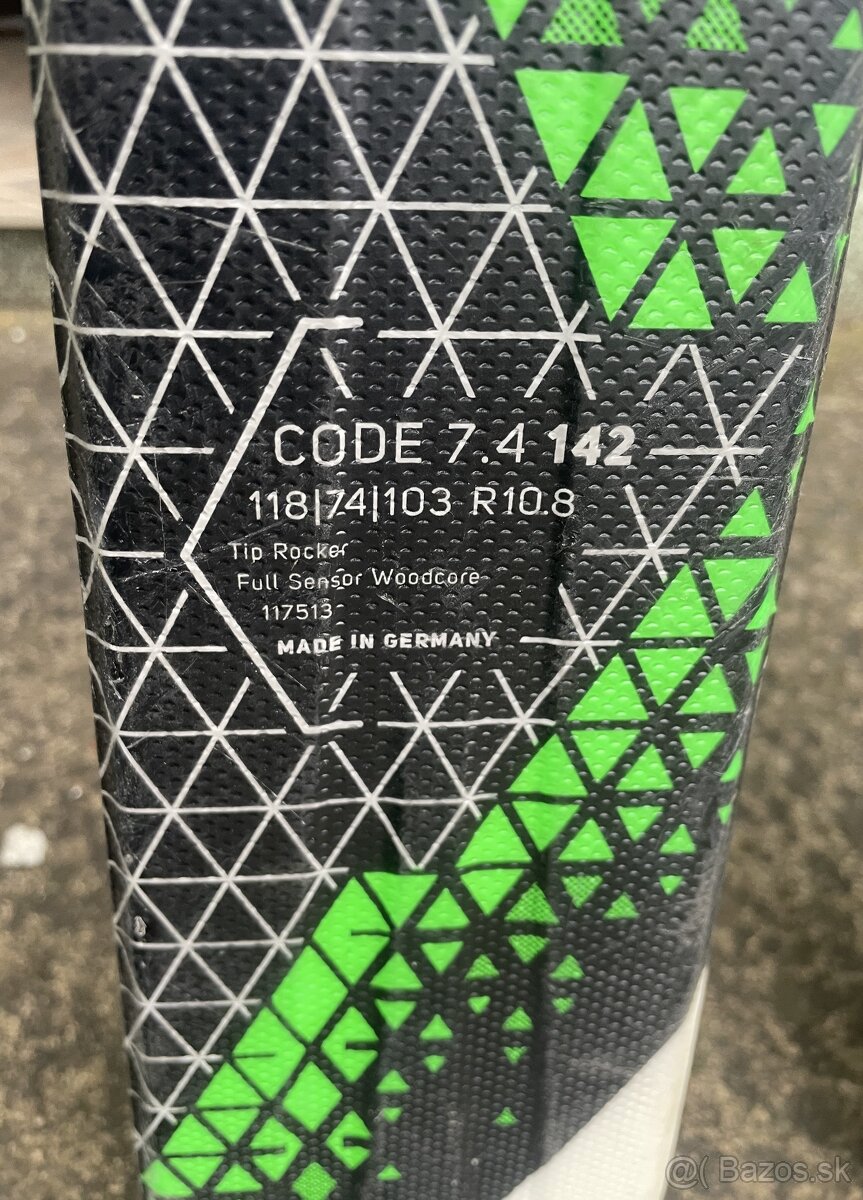 CODE 7.4 142
118|74|103 R10.8
Tip Rocker
Full Sensor Woodcore
117513
MADE IN GERMANY
@( Bazos.sk